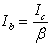 I_b = I_c / β